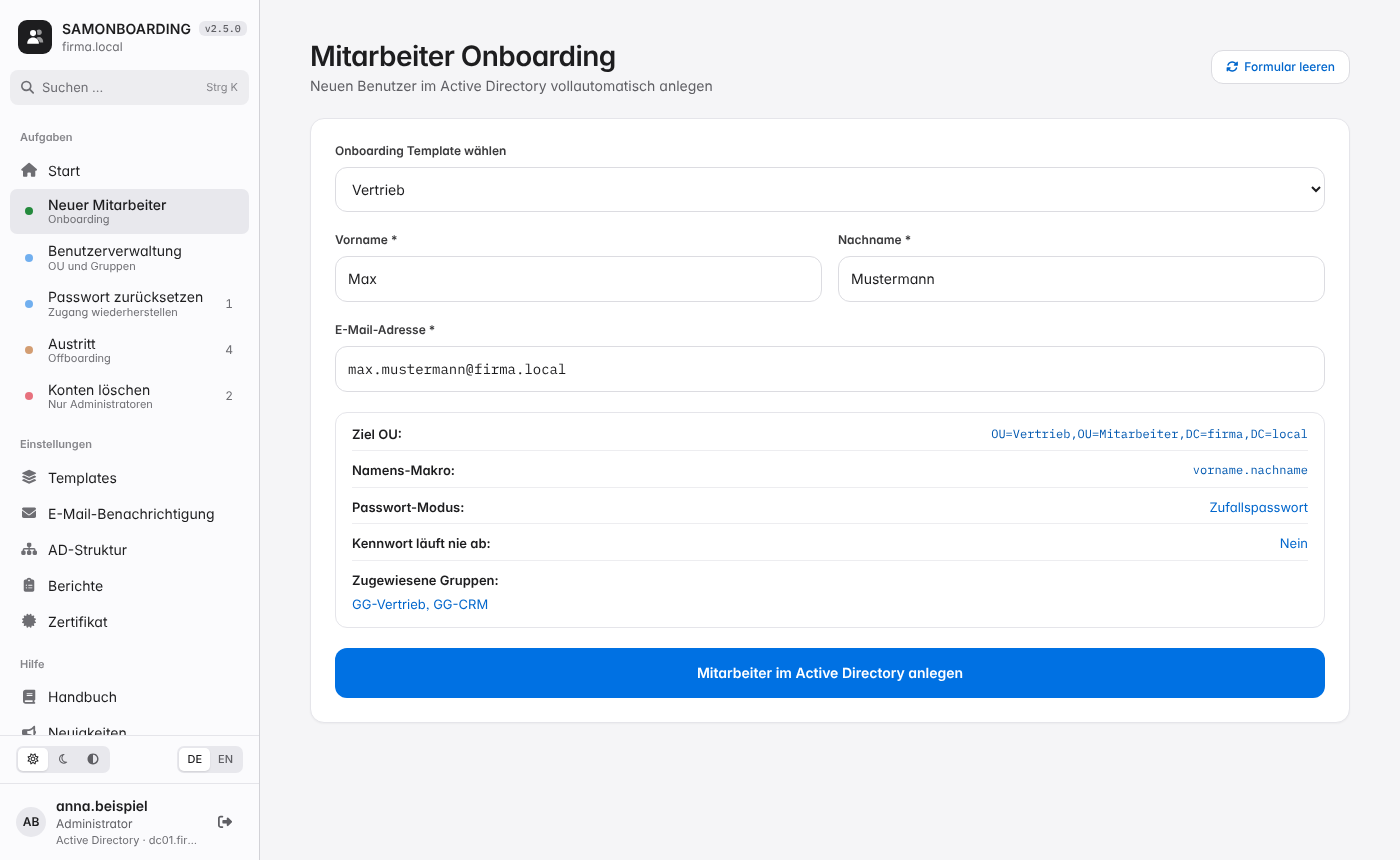 SAMONBOARDING v2.5.0
firma.local
Suchen ... Strg K
Aufgaben
Start
Neuer Mitarbeiter
Onboarding
Benutzerverwaltung
OU und Gruppen
Passwort zurücksetzen 1
Zugang wiederherstellen
Austritt 4
Offboarding
Konten löschen 2
Nur Administratoren
Einstellungen
Templates
E-Mail-Benachrichtigung
AD-Struktur
Berichte
Zertifikat
Hilfe
Handbuch
Neuigkeiten
DE EN
AB
anna.beispiel
Administrator
Active Directory · dc01.fir...
Mitarbeiter Onboarding
Neuen Benutzer im Active Directory vollautomatisch anlegen
Formular leeren
Onboarding Template wählen
Vertrieb
Vorname * Nachname *
Max Mustermann
E-Mail-Adresse *
max.mustermann@firma.local
Ziel OU: OU=Vertrieb,OU=Mitarbeiter,DC=firma,DC=local
Namens-Makro: vorname.nachname
Passwort-Modus: Zufallspasswort
Kennwort läuft nie ab: Nein
Zugewiesene Gruppen:
GG-Vertrieb, GG-CRM
Mitarbeiter im Active Directory anlegen